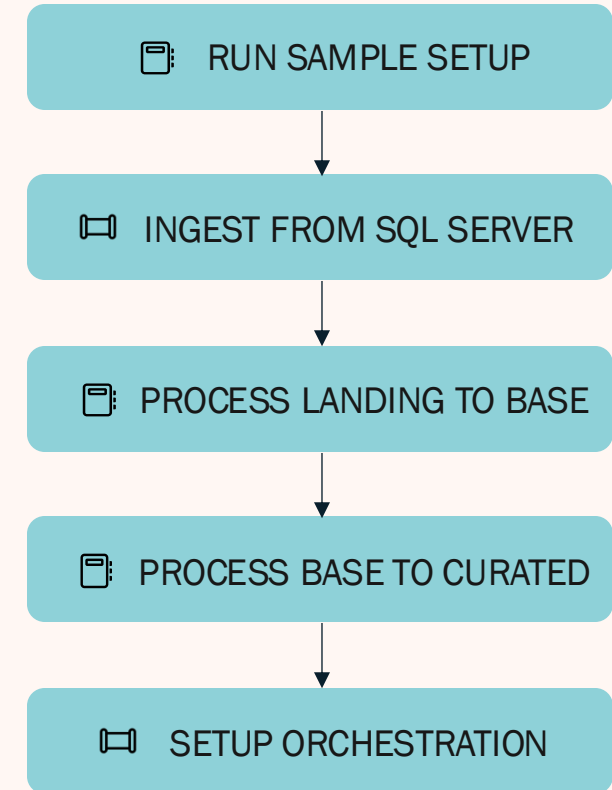 RUN SAMPLE SETUP
INGEST FROM SQL SERVER
PROCESS LANDING TO BASE
PROCESS BASE TO CURATED
SETUP ORCHESTRATION